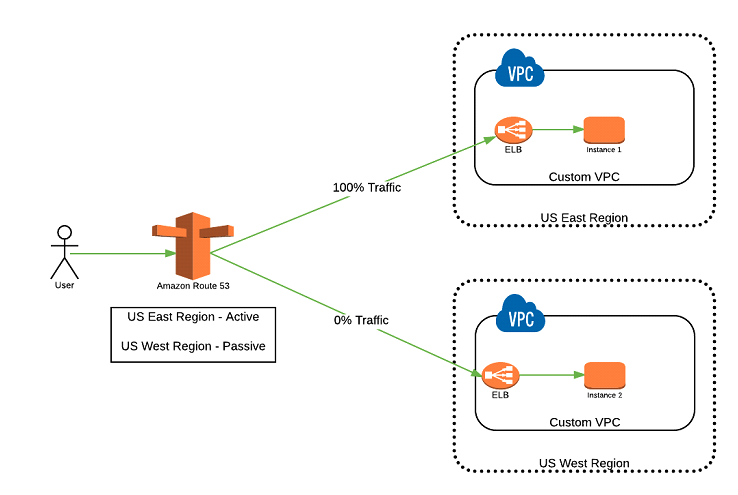 VPC
ELB
Instance 1
Custom VPC
US East Region
100% Traffic
User
Amazon Route 53
US East Region - Active
US West Region - Passive
0% Traffic
VPC
ELB
Instance 2
Custom VPC
US West Region